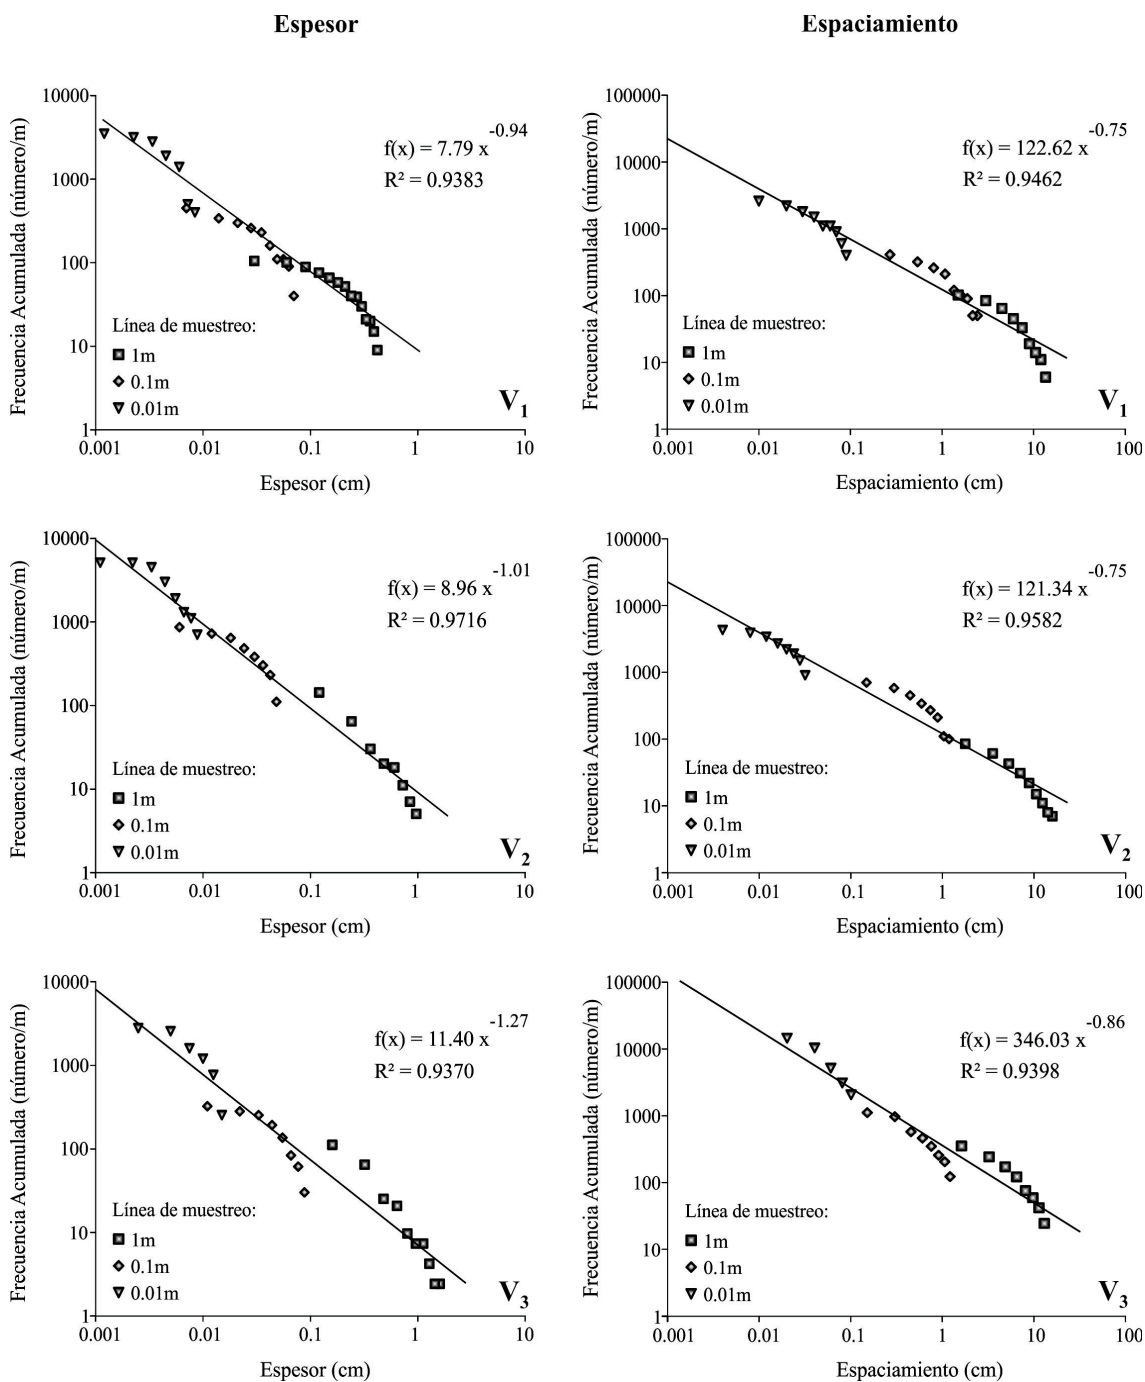 Espesor
Espaciamiento
Frecuencia Acumulada (número/m)
10000
1000
100
10
1
f(x) = 7.79 x^-0.94
R² = 0.9383
Línea de muestreo:
1m
0.1m
0.01m
V1
0.001 0.01 0.1 1 10
Espesor (cm)
Frecuencia Acumulada (número/m)
100000
10000
1000
100
10
1
f(x) = 122.62 x^-0.75
R² = 0.9462
Línea de muestreo:
1m
0.1m
0.01m
V1
0.001 0.01 0.1 1 10 100
Espaciamiento (cm)
Frecuencia Acumulada (número/m)
10000
1000
100
10
1
f(x) = 8.96 x^-1.01
R² = 0.9716
Línea de muestreo:
1m
0.1m
0.01m
V2
0.001 0.01 0.1 1 10
Espesor (cm)
Frecuencia Acumulada (número/m)
100000
10000
1000
100
10
1
f(x) = 121.34 x^-0.75
R² = 0.9582
Línea de muestreo:
1m
0.1m
0.01m
V2
0.001 0.01 0.1 1 10 100
Espaciamiento (cm)
Frecuencia Acumulada (número/m)
10000
1000
100
10
1
f(x) = 11.40 x^-1.27
R² = 0.9370
Línea de muestreo:
1m
0.1m
0.01m
V3
0.001 0.01 0.1 1 10
Espesor (cm)
Frecuencia Acumulada (número/m)
100000
10000
1000
100
10
1
f(x) = 346.03 x^-0.86
R² = 0.9398
Línea de muestreo:
1m
0.1m
0.01m
V3
0.001 0.01 0.1 1 10 100
Espaciamiento (cm)